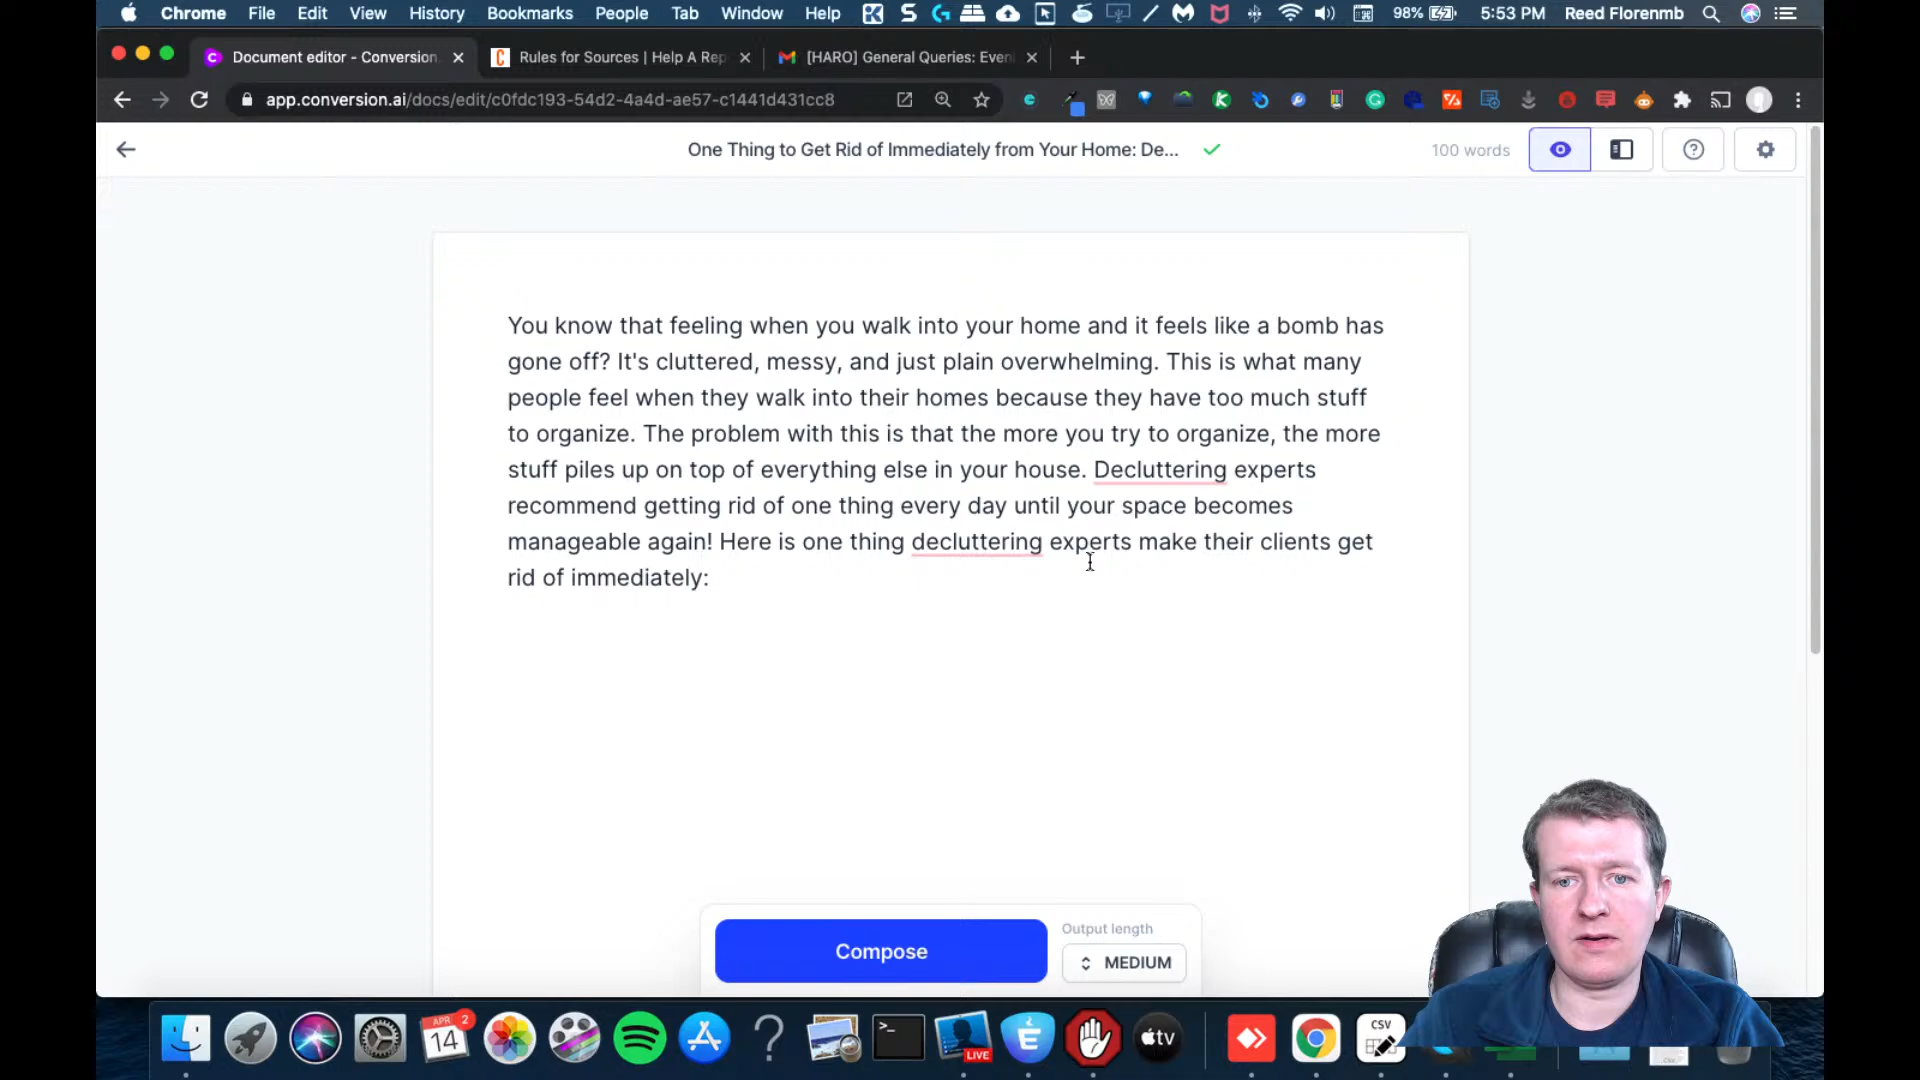 Chrome File Edit View History Bookmarks People Tab Window Help 98% 5:53 PM Reed Florenmb
Document editor - Conversion. Rules for Sources | Help A Rep [HARO] General Queries: Even
app.conversion.ai/docs/edit/c0fdc193-54d2-4a4d-ae57-c1441d431cc8
One Thing to Get Rid of Immediately from Your Home: De... 100 words
You know that feeling when you walk into your home and it feels like a bomb has
gone off? It's cluttered, messy, and just plain overwhelming. This is what many
people feel when they walk into their homes because they have too much stuff
to organize. The problem with this is that the more you try to organize, the more
stuff piles up on top of everything else in your house. Decluttering experts
recommend getting rid of one thing every day until your space becomes
manageable again! Here is one thing decluttering experts make their clients get
rid of immediately:
Output length
Compose
MEDIUM
APR 2
14
LIVE
tv
CSV